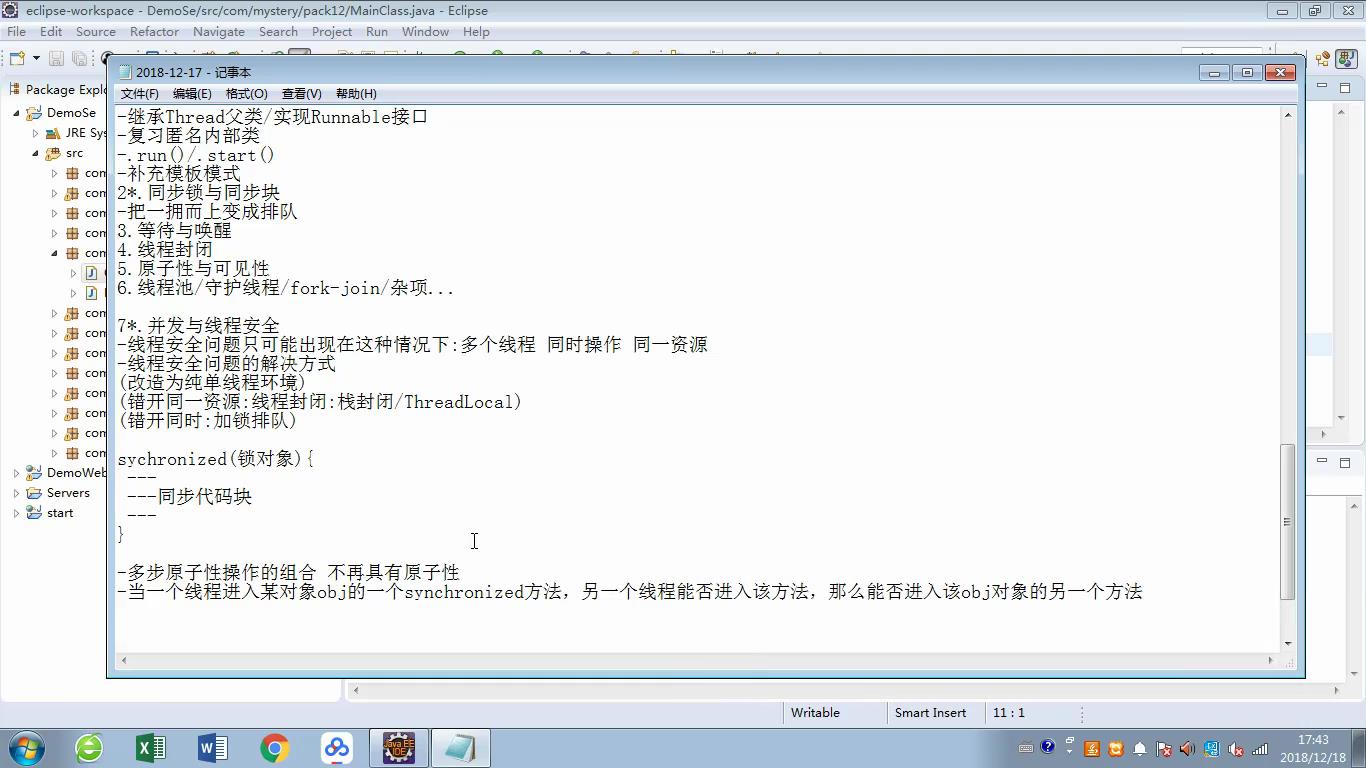 eclipse-workspace - DemoSe/src/com/mystery/pack12/MainClass.java - Eclipse
File Edit Source Refactor Navigate Search Project Run Window Help
2018-12-17 - 记事本
文件(F) 编辑(E) 格式(O) 查看(V) 帮助(H)
Package Explo
DemoSe
JRE Sys
src
com
com
com
com
com
com
com
com
com
com
com
com
com
DemoWeb
Servers
start
-继承Thread父类/实现Runnable接口
-复习匿名内部类
-.run()/.start()
-补充模板模式
2*.同步锁与同步块
-把一拥而上变成排队
3.等待与唤醒
4.线程封闭
5.原子性与可见性
6.线程池/守护线程/fork-join/杂项...
7*.并发与线程安全
-线程安全问题只可能出现在这种情况下:多个线程 同时操作 同一资源
-线程安全问题的解决方式
(改造为纯单线程环境)
(错开同一资源:线程封闭:栈封闭/ThreadLocal)
(错开同时:加锁排队)
sychronized(锁对象){
---
---同步代码块
---
}
-多步原子性操作的组合 不再具有原子性
-当一个线程进入某对象obj的一个synchronized方法，另一个线程能否进入该方法，那么能否进入该obj对象的另一个方法
Writable Smart Insert 11 : 1
Java EE IDE
17:43
2018/12/18